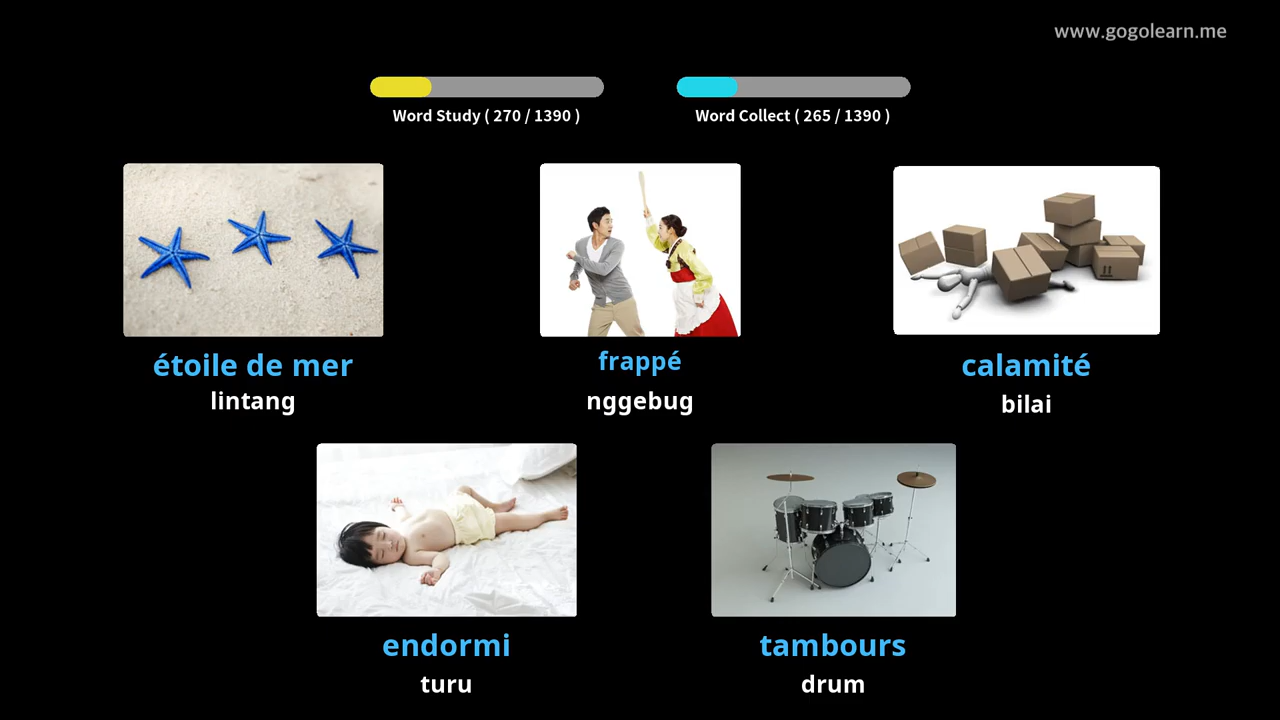 www.gogolearn.me
Word Study ( 270 / 1390 )
Word Collect ( 265 / 1390 )
étoile de mer
lintang
frappé
nggebug
calamité
bilai
endormi
turu
tambours
drum